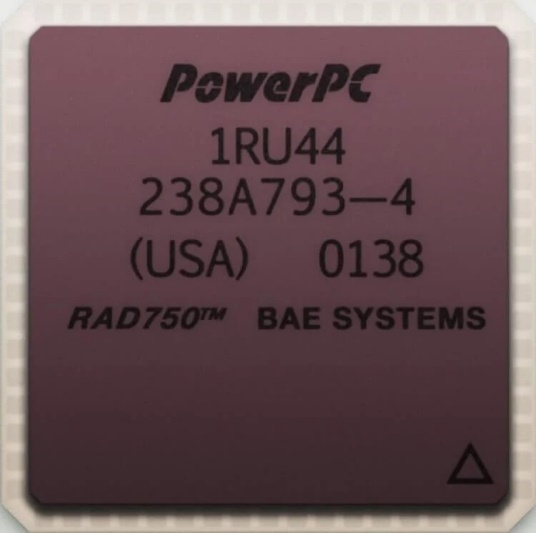 PowerPC
1RU44
238A793-4
(USA) 0138
RAD750™ BAE SYSTEMS